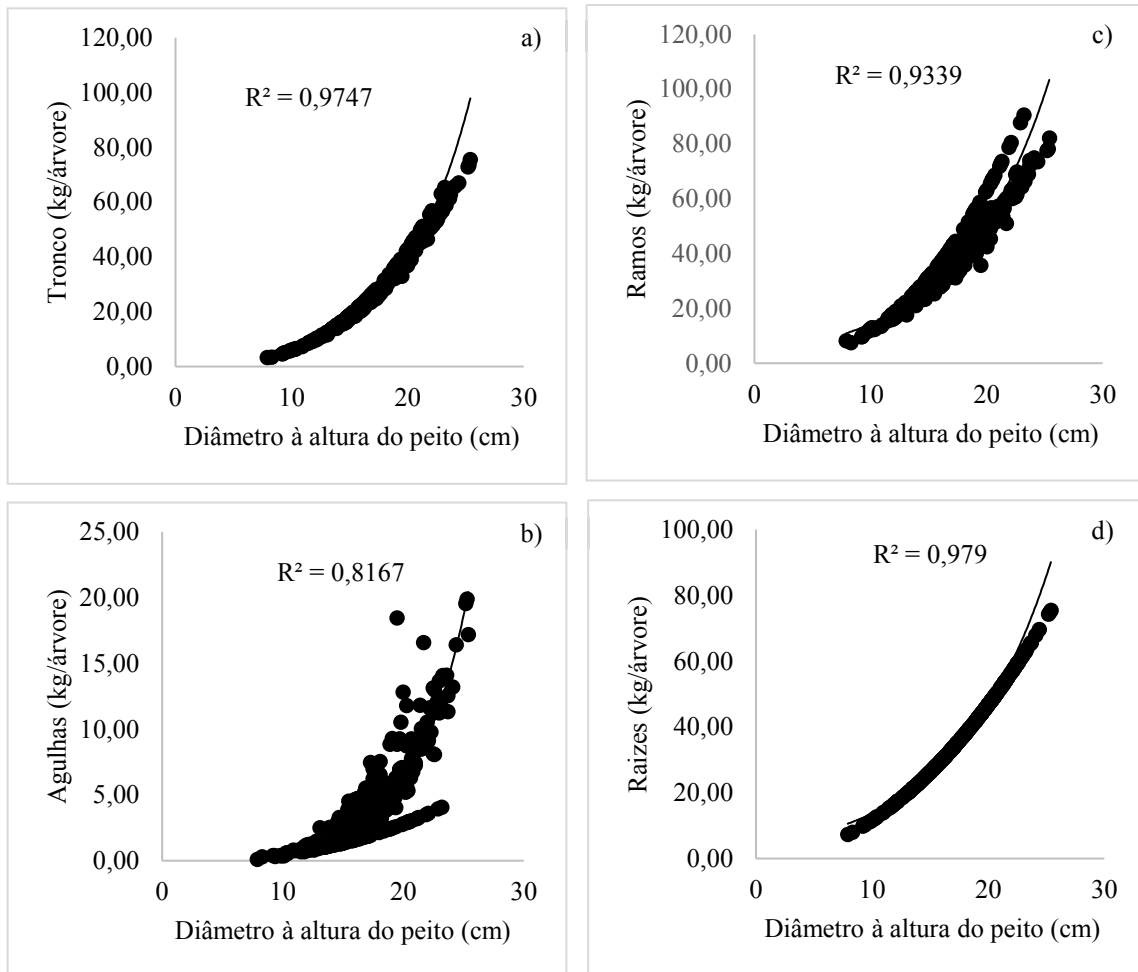 a)
120,00
100,00
80,00
60,00
40,00
20,00
0,00
R² = 0,9747
Tronco (kg/árvore)
0 10 20 30
Diâmetro à altura do peito (cm)
c)
120,00
100,00
80,00
60,00
40,00
20,00
0,00
R² = 0,9339
Ramos (kg/árvore)
0 10 20 30
Diâmetro à altura do peito (cm)
b)
25,00
20,00
15,00
10,00
5,00
0,00
R² = 0,8167
Agulhas (kg/árvore)
0 10 20 30
Diâmetro à altura do peito (cm)
d)
100,00
80,00
60,00
40,00
20,00
0,00
R² = 0,979
Raizes (kg/árvore)
0 10 20 30
Diâmetro à altura do peito (cm)